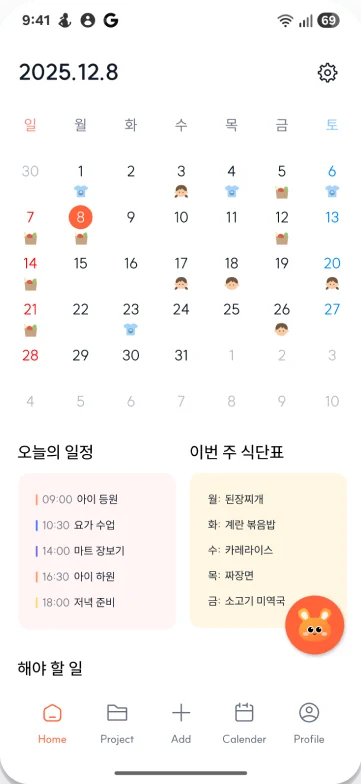 9:41
69
2025.12.8
일 월 화 수 목 금 토
30 1 2 3 4 5 6
7 8 9 10 11 12 13
14 15 16 17 18 19 20
21 22 23 24 25 26 27
28 29 30 31 1 2 3
4 5 6 7 8 9 10
오늘의 일정
09:00 아이 등원
10:30 요가 수업
14:00 마트 장보기
16:30 아이 하원
18:00 저녁 준비
이번 주 식단표
월: 된장찌개
화: 계란 볶음밥
수: 카레라이스
목: 짜장면
금: 소고기 미역국
해야 할 일
Home Project Add Calender Profile